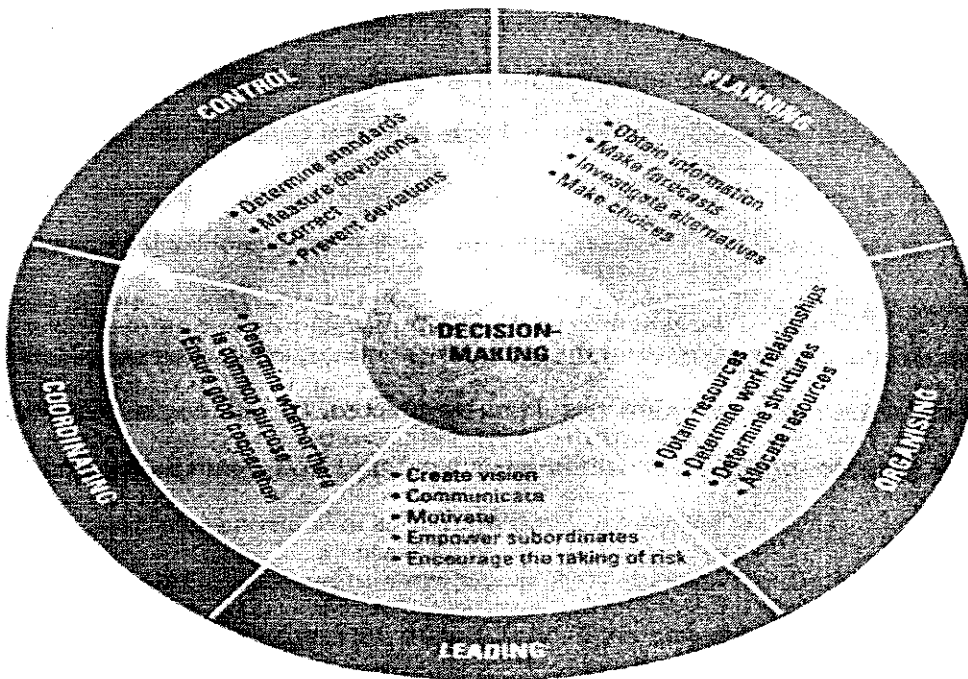 CONTROL
• Determine standards
• Measure deviations
• Correct
• Prevent deviations
PLANNING
• Obtain information
• Make forecasts
• Investigate alternatives
• Make choices
ORGANISING
• Obtain resources
• Determine work relationships
• Determine structures
• Allocate resources
LEADING
• Create vision
• Communicate
• Motivate
• Empower subordinates
• Encourage the taking of risk
COORDINATING
• Determine whether there
is common purpose
• Ensure good cooperation
DECISION-
MAKING